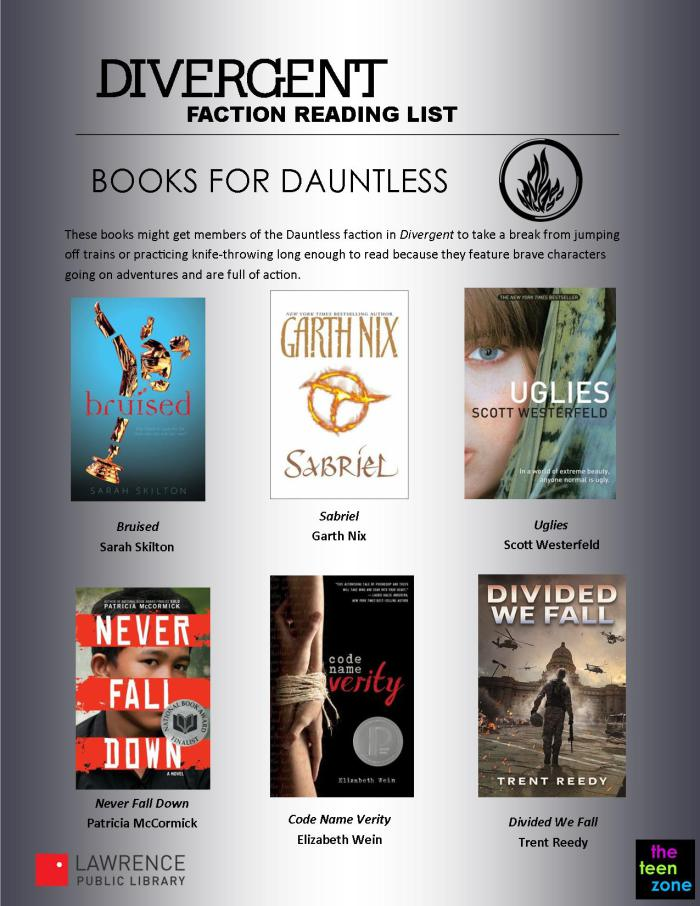 DIVERGENT
FACTION READING LIST
BOOKS FOR DAUNTLESS
These books might get members of the Dauntless faction in Divergent to take a break from jumping
off trains or practicing knife-throwing long enough to read because they feature brave characters
going on adventures and are full of action.
bruised
SARAH SKILTON
Bruised
Sarah Skilton
NEW YORK TIMES BESTSELLING AUTHOR
GARTH NIX
SABRIEL
Sabriel
Garth Nix
THE NEW YORK TIMES BESTSELLER
UGLIES
SCOTT WESTERFELD
In a world of extreme beauty,
anyone normal is ugly.
Uglies
Scott Westerfeld
AUTHOR OF NATIONAL BOOK AWARD FINALIST SOLD
PATRICIA McCORMICK
NEVER
FALL
DOWN
NATIONAL BOOK AWARD
FINALIST
A NOVEL
Never Fall Down
Patricia McCormick
code
name
verity
Elizabeth Wein
Code Name Verity
Elizabeth Wein
DIVIDED
WE FALL
TRENT REEDY
Divided We Fall
Trent Reedy
LAWRENCE
PUBLIC LIBRARY
the
teen
zone